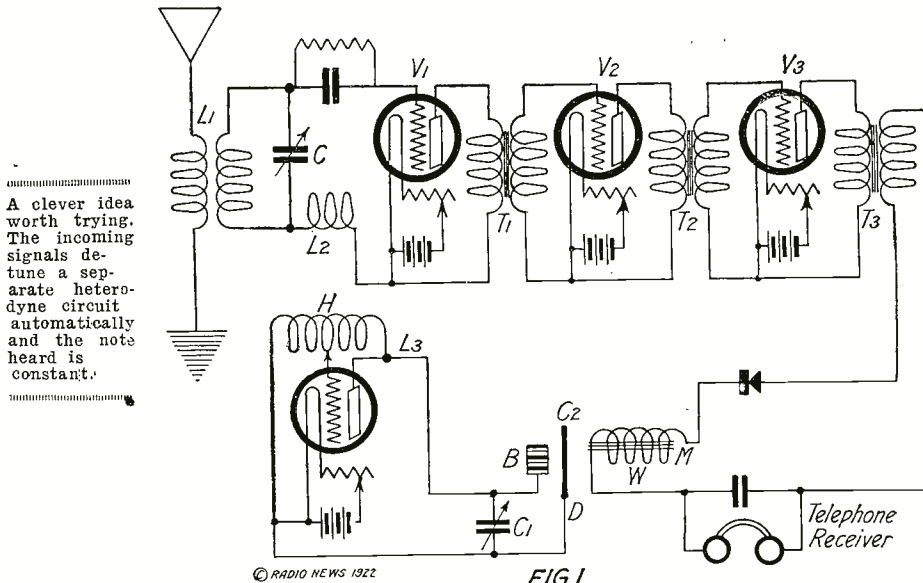 A clever idea
worth trying.
The incoming
signals de-
tune a sep-
arate hetero-
dyne circuit
automatically
and the note
heard is
constant.
L1
C
L2
V1
T1
V2
T2
V3
T3
H
L3
B
C2
D
C1
W
M
Telephone
Receiver
© RADIO NEWS 1922
FIG.1